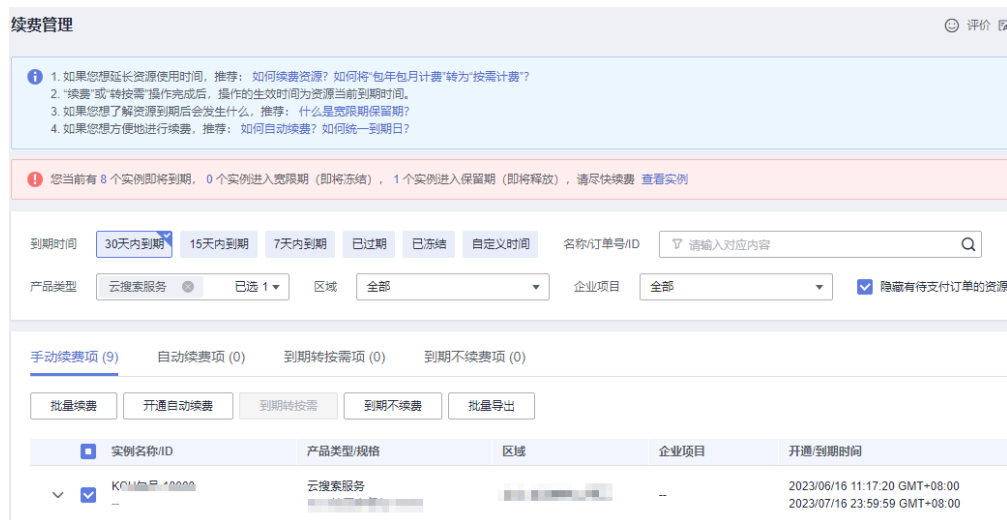 续费管理
评价
1. 如果您想延长资源使用时间，推荐： 如何续费资源？如何将“包年包月计费”转为“按需计费”？
2. “续费”或“转按需”操作完成后，操作的生效时间为资源当前到期时间。
3. 如果您想了解资源到期后会发生什么，推荐： 什么是宽限期保留期？
4. 如果您想方便地进行续费，推荐： 如何自动续费？如何统一到期日？
您当前有 8 个实例即将到期， 0 个实例进入宽限期（即将冻结）， 1 个实例进入保留期（即将释放），请尽快续费 查看实例
到期时间 30天内到期 15天内到期 7天内到期 已过期 已冻结 自定义时间 名称/订单号/ID 请输入对应内容
产品类型 云搜索服务 已选 1 区域 全部 企业项目 全部 隐藏有待支付订单的资源
手动续费项 (9) 自动续费项 (0) 到期转按需项 (0) 到期不续费项 (0)
批量续费 开通自动续费 到期转按需 到期不续费 批量导出
实例名称/ID 产品类型/规格 区域 企业项目 开通/到期时间
云搜索服务 -- 2023/06/16 11:17:20 GMT+08:00
-- 2023/07/16 23:59:59 GMT+08:00